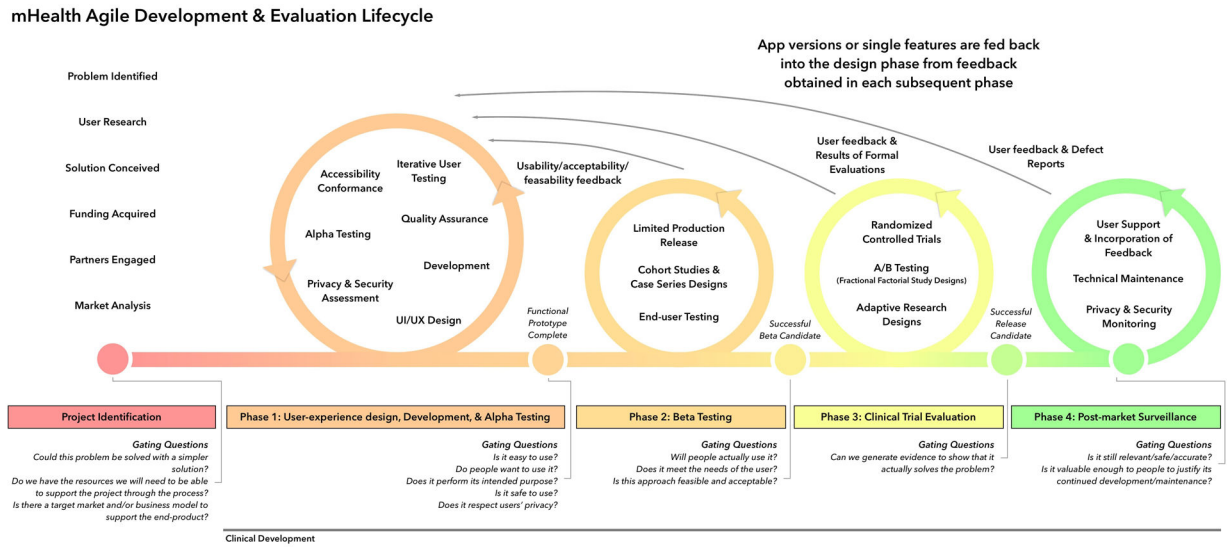 mHealth Agile Development & Evaluation Lifecycle
App versions or single features are fed back
into the design phase from feedback
obtained in each subsequent phase
Problem Identified
User Research
Solution Conceived
Funding Acquired
Partners Engaged
Market Analysis
Iterative User
Testing
Accessibility
Conformance
Quality Assurance
Alpha Testing
Development
Privacy & Security
Assessment
UI/UX Design
Usability/acceptability/
feasability feedback
Functional
Prototype
Complete
Limited Production
Release
Cohort Studies &
Case Series Designs
End-user Testing
Successful
Beta Candidate
User feedback &
Results of Formal
Evaluations
Randomized
Controlled Trials
A/B Testing
(Fractional Factorial Study Designs)
Adaptive Research
Designs
Successful
Release
Candidate
User feedback & Defect
Reports
User Support
& Incorporation of
Feedback
Technical Maintenance
Privacy & Security
Monitoring
Project Identification
Gating Questions
Could this problem be solved with a simpler
solution?
Do we have the resources we will need to be able
to support the project through the process?
Is there a target market and/or business model to
support the end-product?
Phase 1: User-experience design, Development, & Alpha Testing
Gating Questions
Is it easy to use?
Do people want to use it?
Does it perform its intended purpose?
Is it safe to use?
Does it respect users' privacy?
Phase 2: Beta Testing
Gating Questions
Will people actually use it?
Does it meet the needs of the user?
Is this approach feasible and acceptable?
Phase 3: Clinical Trial Evaluation
Gating Questions
Can we generate evidence to show that it
actually solves the problem?
Phase 4: Post-market Surveillance
Gating Questions
Is it still relevant/safe/accurate?
Is it valuable enough to people to justify its
continued development/maintenance?
Clinical Development